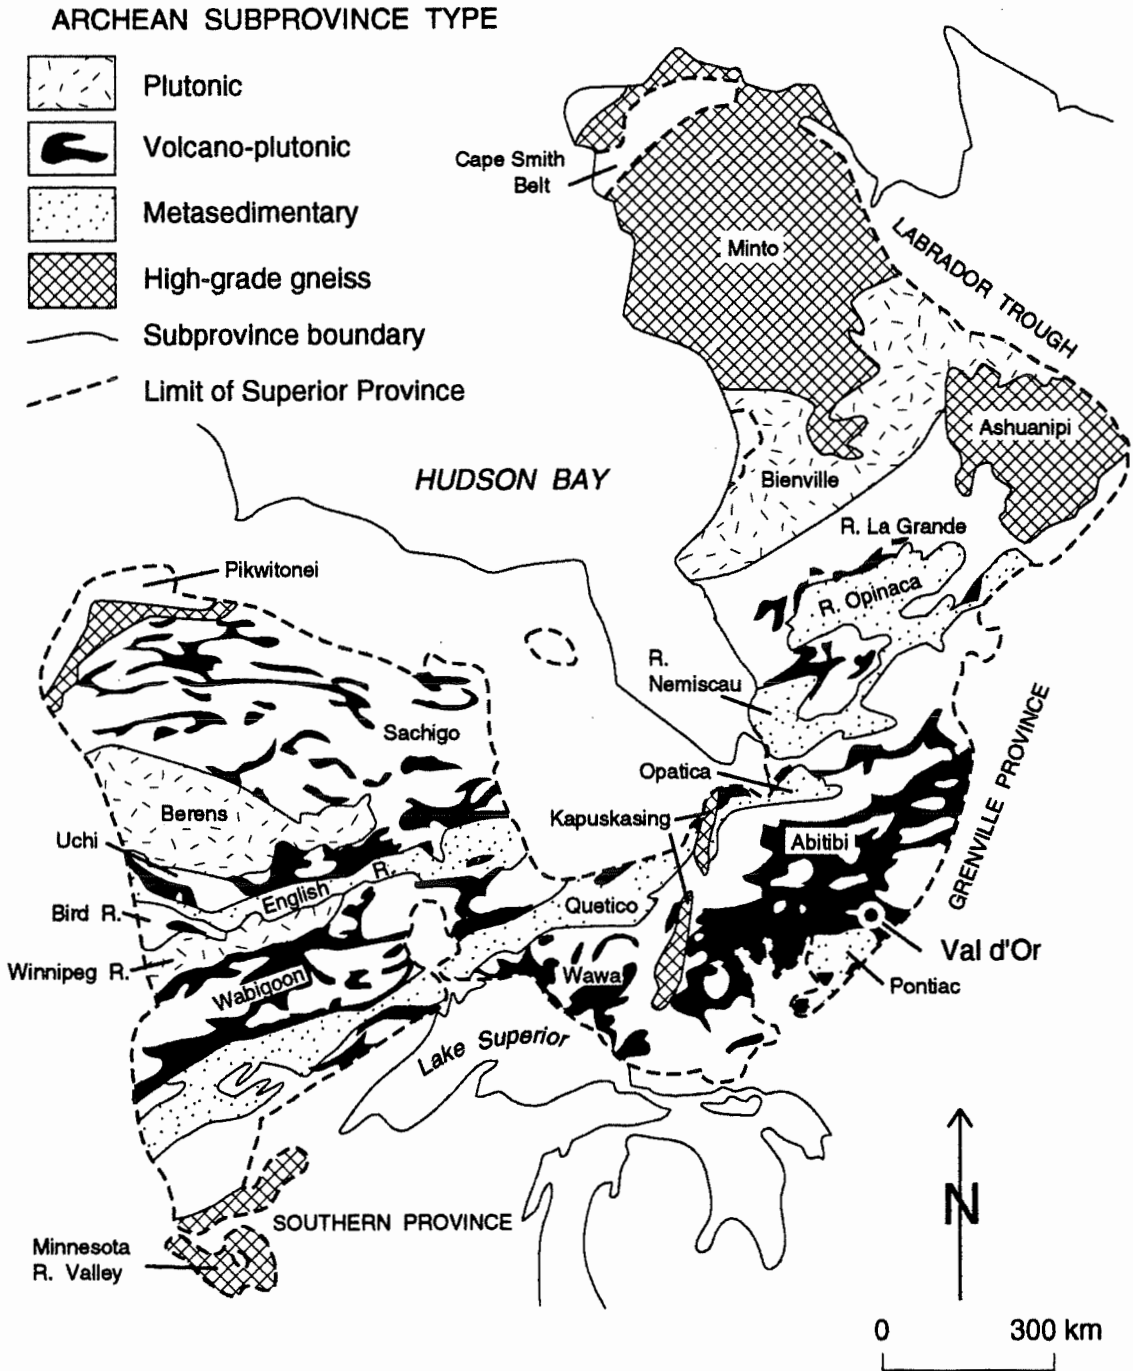 ARCHEAN SUBPROVINCE TYPE
Plutonic
Volcano-plutonic
Metasedimentary
High-grade gneiss
Subprovince boundary
Limit of Superior Province
Cape Smith
Belt
Minto
LABRADOR TROUGH
Ashuanipi
HUDSON BAY
Bienville
R. La Grande
Pikwitonei
R. Opinaca
R.
Nemiscau
Sachigo
Opatica
Berens
Kapuskasing
GRENVILLE PROVINCE
Uchi
Abitibi
English R.
Bird R.
Quetico
Val d'Or
Winnipeg R.
Wabigoon
Wawa
Pontiac
Lake Superior
N
SOUTHERN PROVINCE
Minnesota
R. Valley
0 300 km